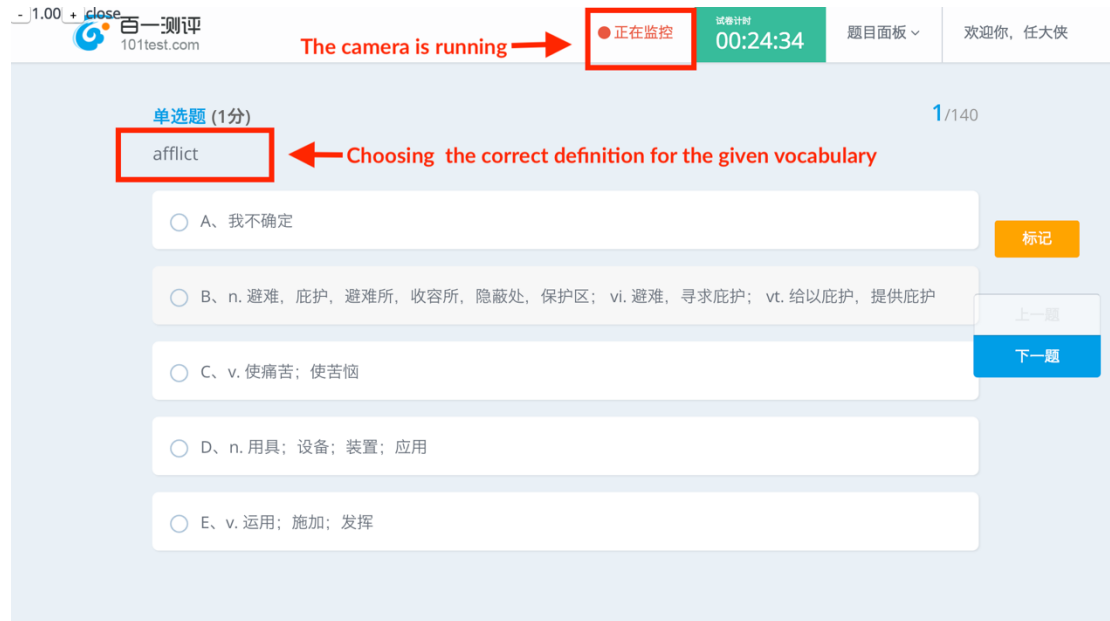 - 1.00 + close
百一测评
101test.com
The camera is running
正在监控
试卷计时
00:24:34
题目面板
欢迎你，任大侠
单选题 (1分)
1/140
afflict
Choosing the correct definition for the given vocabulary
A、我不确定
标记
B、n. 避难，庇护，避难所，收容所，隐蔽处，保护区； vi. 避难，寻求庇护； vt. 给以庇护，提供庇护
上一题
下一题
C、v. 使痛苦；使苦恼
D、n. 用具；设备；装置；应用
E、v. 运用；施加；发挥